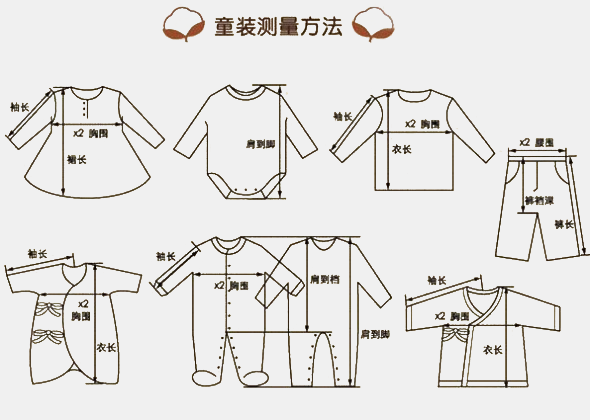 童装测量方法
袖长
x2 胸围
裙长
肩到脚
袖长
x2 胸围
衣长
x2 腰围
裤裆深
裤长
袖长
x2
胸围
衣长
袖长
x2 胸围
肩到裆
肩到脚
袖长
x2 胸围
衣长